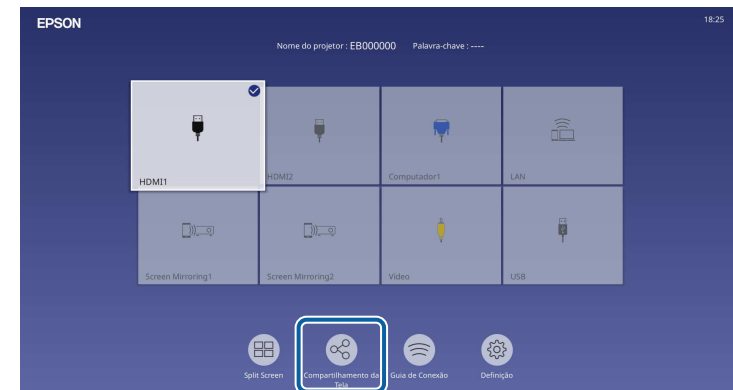 EPSON
18:25
Nome do projetor : EB000000 Palavra-chave : ----
HDMI1
HDMI2
Computador1
LAN
Screen Mirroring1
Screen Mirroring2
Vídeo
USB
Split Screen
Compartilhamento da
Tela
Guia de Conexão
Definição